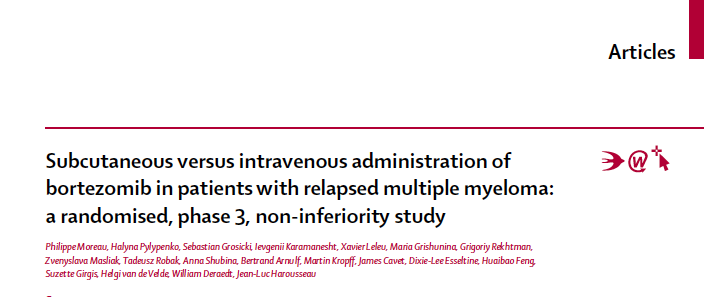 Articles
Subcutaneous versus intravenous administration of
bortezomib in patients with relapsed multiple myeloma:
a randomised, phase 3, non-inferiority study
Philippe Moreau, Halyna Pylypenko, Sebastian Grosicki, Ievgenii Karamanesht, Xavier Leleu, Maria Grishunina, Grigoriy Rekhtman,
Zvenyslava Masliak, Tadeusz Robak, Anna Shubina, Bertrand Arnulf, Martin Kropff, James Cavet, Dixie-Lee Esseltine, Huaibao Feng,
Suzette Girgis, Helgi van de Velde, William Deraedt, Jean-Luc Harousseau